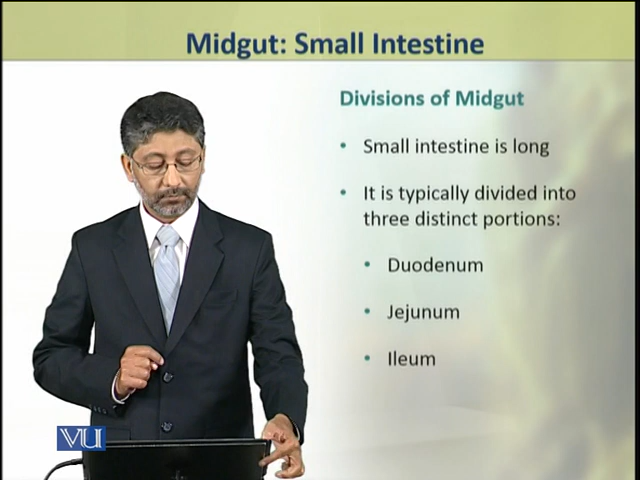 Midgut: Small Intestine
Divisions of Midgut
• Small intestine is long
• It is typically divided into
three distinct portions:
• Duodenum
• Jejunum
• Ileum
VU